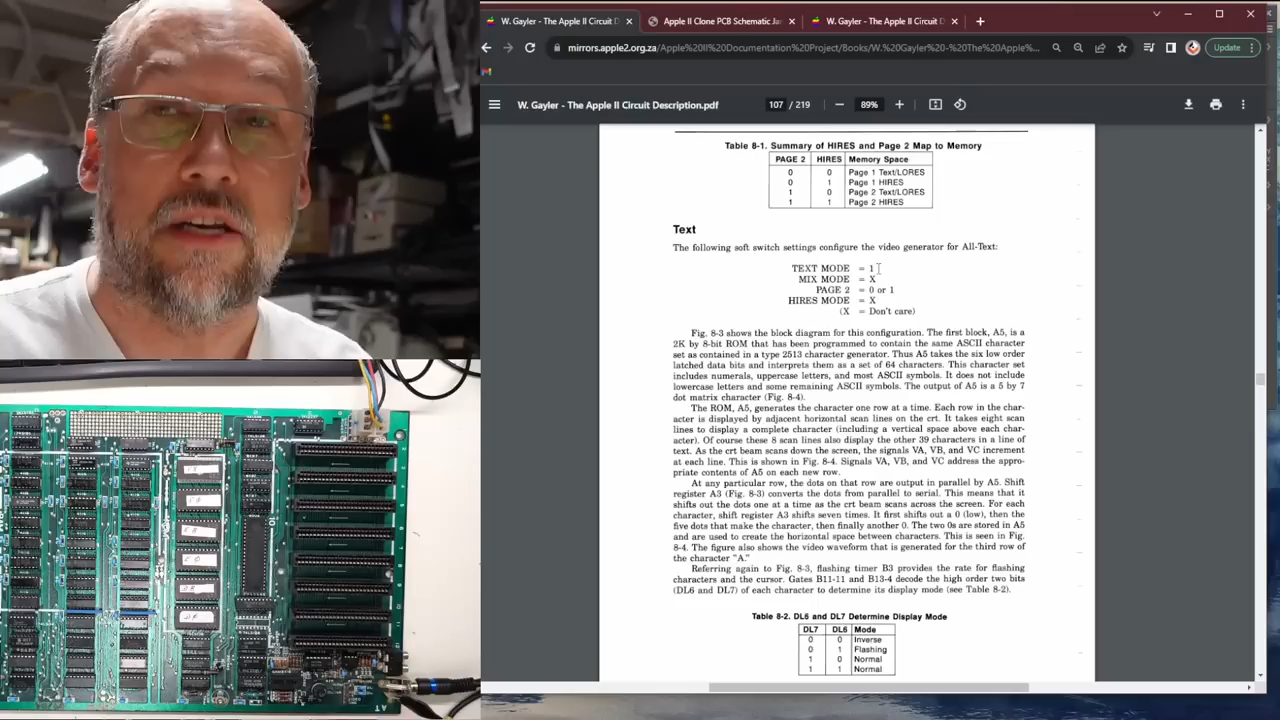 W. Gayler - The Apple II Circuit D
Apple II Clone PCB Schematic Ja
W. Gayler - The Apple II Circuit D
mirrors.apple2.org.za/Apple%20II%20Documentation%20Project/Books/W.%20Gayler%20-%20The%20Apple%...
Update
W. Gayler - The Apple II Circuit Description.pdf
107 / 219
89%
Table 8-1. Summary of HIRES and Page 2 Map to Memory
PAGE 2 HIRES Memory Space
0 0 Page 1 Text/LORES
0 1 Page 1 HIRES
1 0 Page 2 Text/LORES
1 1 Page 2 HIRES
Text
The following soft switch settings configure the video generator for All-Text:
TEXT MODE = 1
MIX MODE = X
PAGE 2 = 0 or 1
HIRES MODE = X
(X = Don't care)
Fig. 8-3 shows the block diagram for this configuration. The first block, A5, is a
2K by 8-bit ROM that has been programmed to contain the same ASCII character
set as contained in a type 2513 character generator. Thus A5 takes the six low order
latched data bits and interprets them as a set of 64 characters. This character set
includes numerals, uppercase letters, and most ASCII symbols. It does not include
lowercase letters and some remaining ASCII symbols. The output of A5 is a 5 by 7
dot matrix character (Fig. 8-4).
The ROM, A5, generates the character one row at a time. Each row in the char-
acter is displayed by adjacent horizontal scan lines on the crt. It takes eight scan
lines to display a complete character (including a vertical space above each char-
acter). Of course these 8 scan lines also display the other 39 characters in a line of
text. As the crt beam scans down the screen, the signals VA, VB, and VC increment
at each line. This is shown in Fig. 8-4. Signals VA, VB, and VC address the appro-
priate contents of A5 on each new row.
At any particular row, the dots on that row are output in parallel by A5. Shift
register A3 (Fig. 8-3) converts the dots from parallel to serial. This means that it
shifts out the dots one at a time as the crt beam scans across the screen. For each
character, shift register A3 shifts seven times. It first shifts out a 0 (low), then the
five dots that make the character, then finally another 0. The two 0s are stored in A5
and are used to create the horizontal space between characters. This is seen in Fig.
8-4. The figure also shows the video waveform that is generated for the third row of
the character "A."
Referring again to Fig. 8-3, flashing timer B3 provides the rate for flashing
characters and the cursor. Gates B11-11 and B13-4 decode the high order two bits
(DL6 and DL7) of each character to determine its display mode (see Table 8-2).
Table 8-2. DL6 and DL7 Determine Display Mode
DL7 DL6 Mode
0 0 Inverse
0 1 Flashing
1 0 Normal
1 1 Normal